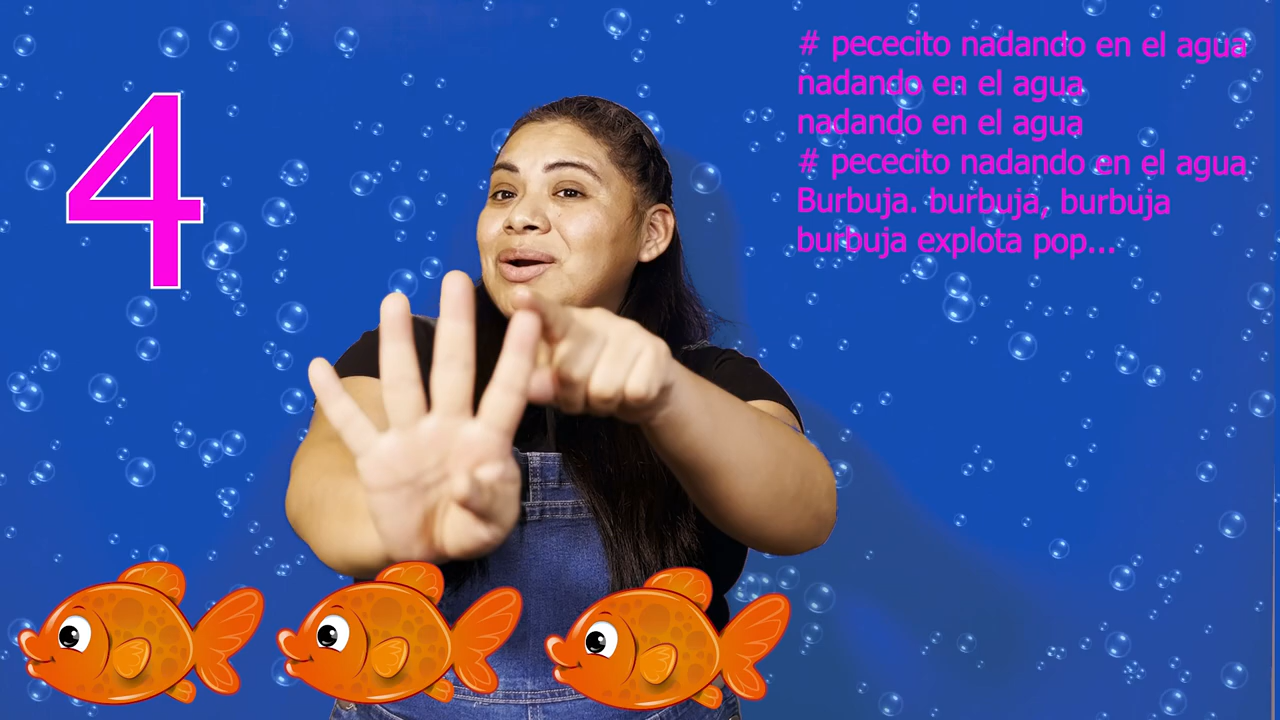 4
# pececito nadando en el agua
nadando en el agua
nadando en el agua
# pececito nadando en el agua
Burbuja. burbuja, burbuja
burbuja explota pop...